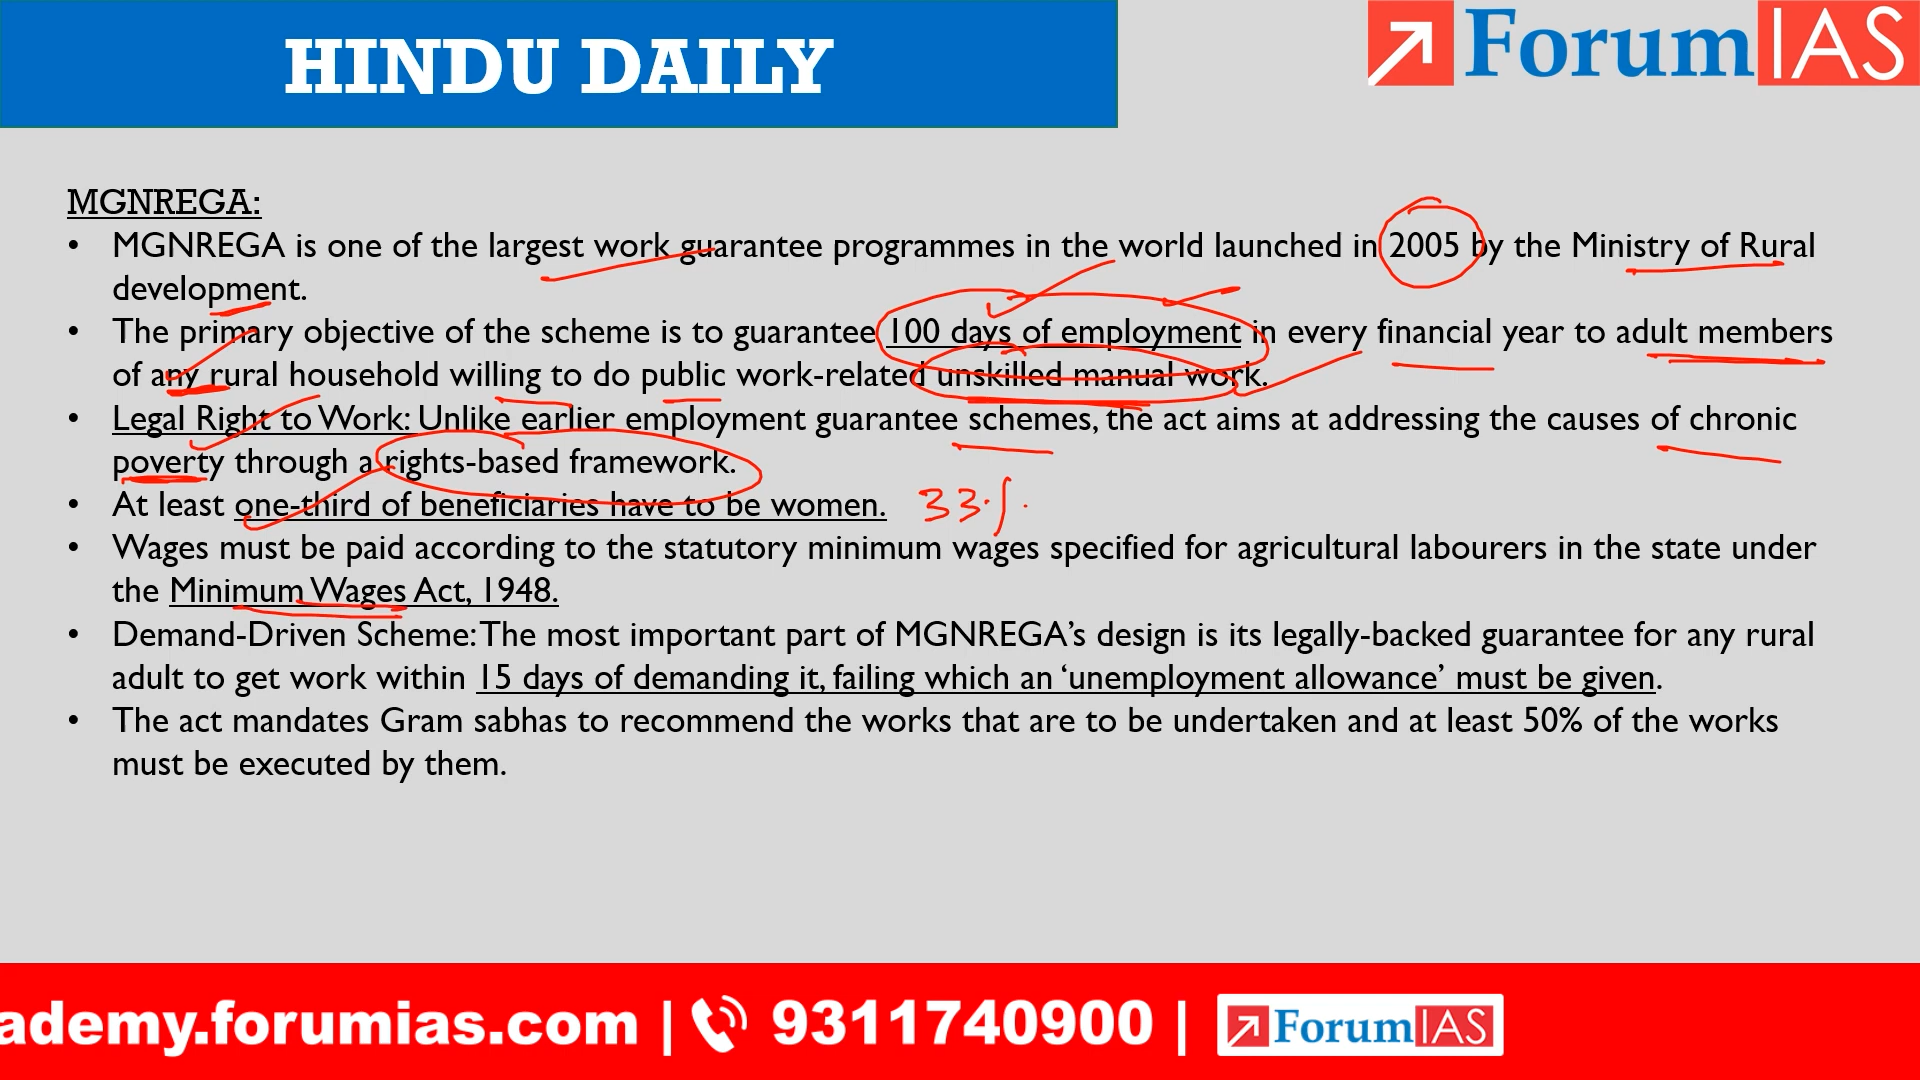 HINDU DAILY
Forum IAS
MGNREGA:
• MGNREGA is one of the largest work guarantee programmes in the world launched in 2005 by the Ministry of Rural
development.
• The primary objective of the scheme is to guarantee 100 days of employment in every financial year to adult members
of any rural household willing to do public work-related unskilled manual work.
• Legal Right to Work: Unlike earlier employment guarantee schemes, the act aims at addressing the causes of chronic
poverty through a rights-based framework.
• At least one-third of beneficiaries have to be women. 33%
• Wages must be paid according to the statutory minimum wages specified for agricultural labourers in the state under
the Minimum Wages Act, 1948.
• Demand-Driven Scheme: The most important part of MGNREGA’s design is its legally-backed guarantee for any rural
adult to get work within 15 days of demanding it, failing which an ‘unemployment allowance’ must be given.
• The act mandates Gram sabhas to recommend the works that are to be undertaken and at least 50% of the works
must be executed by them.
ademy.forumias.com | 9311740900 | Forum IAS